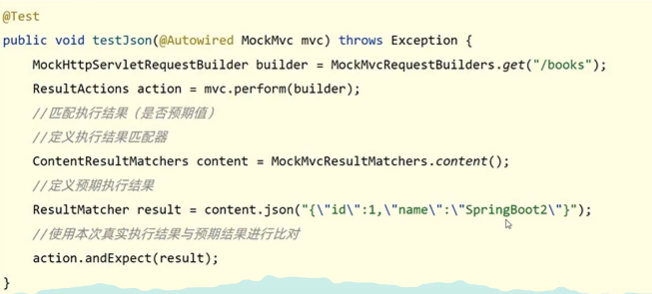 @Test
public void testJson(@Autowired MockMvc mvc) throws Exception {
    MockHttpServletRequestBuilder builder = MockMvcRequestBuilders.get("/books");
    ResultActions action = mvc.perform(builder);
    //匹配执行结果（是否预期值）
    //定义执行结果匹配器
    ContentResultMatchers content = MockMvcResultMatchers.content();
    //定义预期执行结果
    ResultMatcher result = content.json("{\"id\":1,\"name\":\"SpringBoot2\"}");
    //使用本次真实执行结果与预期结果进行比对
    action.andExpect(result);
}